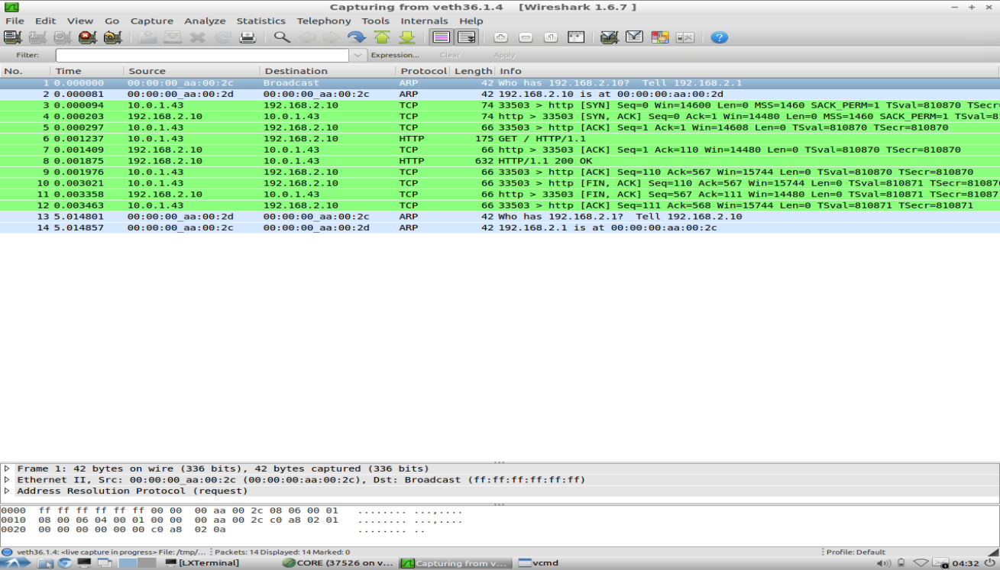 Capturing from veth36.1.4 [Wireshark 1.6.7 ]
File Edit View Go Capture Analyze Statistics Telephony Tools Internals Help
Filter: Expression... Clear Apply
No. Time Source Destination Protocol Length Info
1 0.000000 00:00:00_aa:00:2c Broadcast ARP 42 Who has 192.168.2.10? Tell 192.168.2.1
2 0.000081 00:00:00_aa:00:2d 00:00:00_aa:00:2c ARP 42 192.168.2.10 is at 00:00:00:aa:00:2d
3 0.000094 10.0.1.43 192.168.2.10 TCP 74 33503 > http [SYN] Seq=0 Win=14600 Len=0 MSS=1460 SACK_PERM=1 TSval=810870 TSecr
4 0.000203 192.168.2.10 10.0.1.43 TCP 74 http > 33503 [SYN, ACK] Seq=0 Ack=1 Win=14480 Len=0 MSS=1460 SACK_PERM=1 TSval=8
5 0.000297 10.0.1.43 192.168.2.10 TCP 66 33503 > http [ACK] Seq=1 Ack=1 Win=14608 Len=0 TSval=810870 TSecr=810870
6 0.001237 10.0.1.43 192.168.2.10 HTTP 175 GET / HTTP/1.1
7 0.001409 192.168.2.10 10.0.1.43 TCP 66 http > 33503 [ACK] Seq=1 Ack=110 Win=14480 Len=0 TSval=810870 TSecr=810870
8 0.001875 192.168.2.10 10.0.1.43 HTTP 632 HTTP/1.1 200 OK
9 0.001976 10.0.1.43 192.168.2.10 TCP 66 33503 > http [ACK] Seq=110 Ack=567 Win=15744 Len=0 TSval=810870 TSecr=810870
10 0.003021 10.0.1.43 192.168.2.10 TCP 66 33503 > http [FIN, ACK] Seq=110 Ack=567 Win=15744 Len=0 TSval=810871 TSecr=81087
11 0.003358 192.168.2.10 10.0.1.43 TCP 66 http > 33503 [FIN, ACK] Seq=567 Ack=111 Win=14480 Len=0 TSval=810871 TSecr=81087
12 0.003463 10.0.1.43 192.168.2.10 TCP 66 33503 > http [ACK] Seq=111 Ack=568 Win=15744 Len=0 TSval=810871 TSecr=810871
13 5.014801 00:00:00_aa:00:2d 00:00:00_aa:00:2c ARP 42 Who has 192.168.2.1? Tell 192.168.2.10
14 5.014857 00:00:00_aa:00:2c 00:00:00_aa:00:2d ARP 42 192.168.2.1 is at 00:00:00:aa:00:2c
Frame 1: 42 bytes on wire (336 bits), 42 bytes captured (336 bits)
Ethernet II, Src: 00:00:00_aa:00:2c (00:00:00:aa:00:2c), Dst: Broadcast (ff:ff:ff:ff:ff:ff)
Address Resolution Protocol (request)
0000 ff ff ff ff ff ff 00 00 00 aa 00 2c 08 06 00 01 ........ ...,....
0010 08 00 06 04 00 01 00 00 00 aa 00 2c c0 a8 02 01 ........ ...,....
0020 00 00 00 00 00 00 c0 a8 02 0a ........ ..
veth36.1.4: <live capture in progress> File: /tmp/... Packets: 14 Displayed: 14 Marked: 0 Profile: Default
[LXTerminal] CORE (37526 on v... Capturing from v... vcmd 04:32